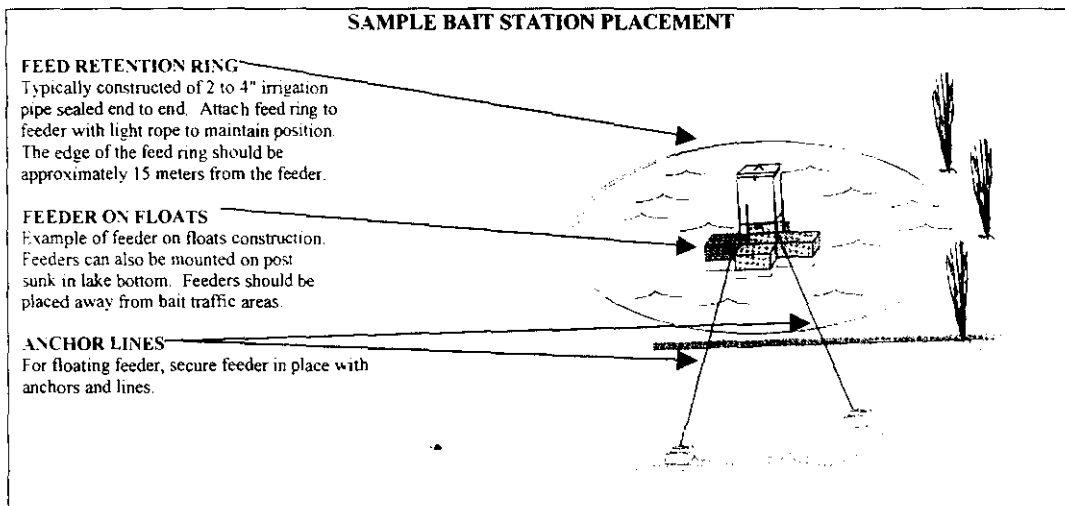 SAMPLE BAIT STATION PLACEMENT
FEED RETENTION RING
Typically constructed of 2 to 4" irrigation
pipe sealed end to end. Attach feed ring to
feeder with light rope to maintain position.
The edge of the feed ring should be
approximately 15 meters from the feeder.
FEEDER ON FLOATS
Example of feeder on floats construction.
Feeders can also be mounted on post
sunk in lake bottom. Feeders should be
placed away from bait traffic areas.
ANCHOR LINES
For floating feeder, secure feeder in place with
anchors and lines.